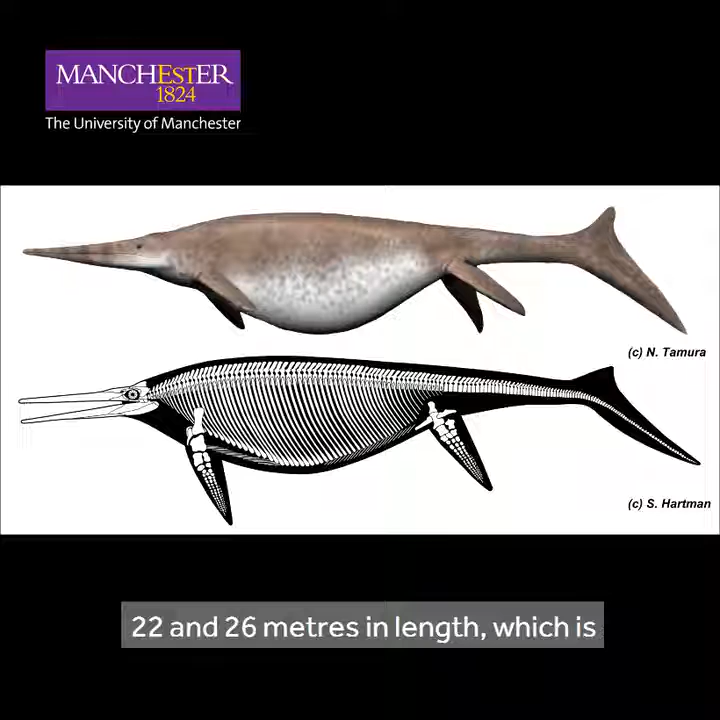 MANCHESTER
1824
The University of Manchester
(c) N. Tamura
(c) S. Hartman
22 and 26 metres in length, which is